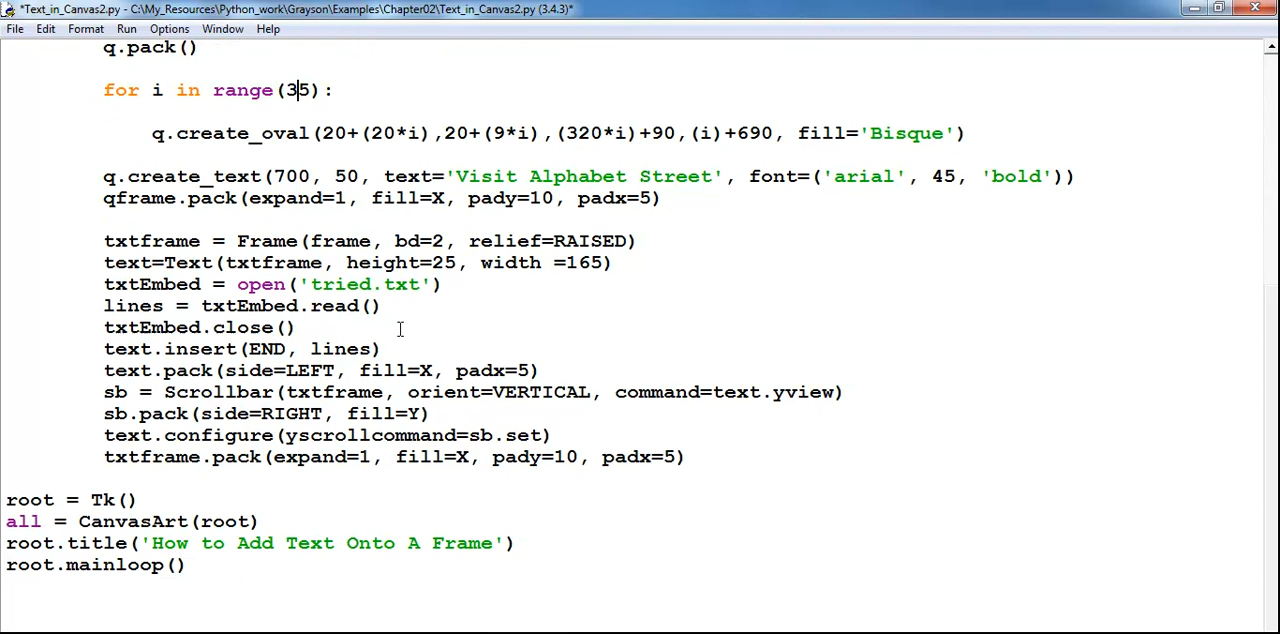 *Text_in_Canvas2.py - C:\My_Resources\Python_work\Grayson\Examples\Chapter02\Text_in_Canvas2.py (3.4.3)*
File Edit Format Run Options Window Help
q.pack()
for i in range(35):
q.create_oval(20+(20*i),20+(9*i),(320*i)+90,(i)+690, fill='Bisque')
q.create_text(700, 50, text='Visit Alphabet Street', font=('arial', 45, 'bold'))
qframe.pack(expand=1, fill=X, pady=10, padx=5)
txtframe = Frame(frame, bd=2, relief=RAISED)
text=Text(txtframe, height=25, width =165)
txtEmbed = open('tried.txt')
lines = txtEmbed.read()
txtEmbed.close()
text.insert(END, lines)
text.pack(side=LEFT, fill=X, padx=5)
sb = Scrollbar(txtframe, orient=VERTICAL, command=text.yview)
sb.pack(side=RIGHT, fill=Y)
text.configure(yscrollcommand=sb.set)
txtframe.pack(expand=1, fill=X, pady=10, padx=5)
root = Tk()
all = CanvasArt(root)
root.title('How to Add Text Onto A Frame')
root.mainloop()